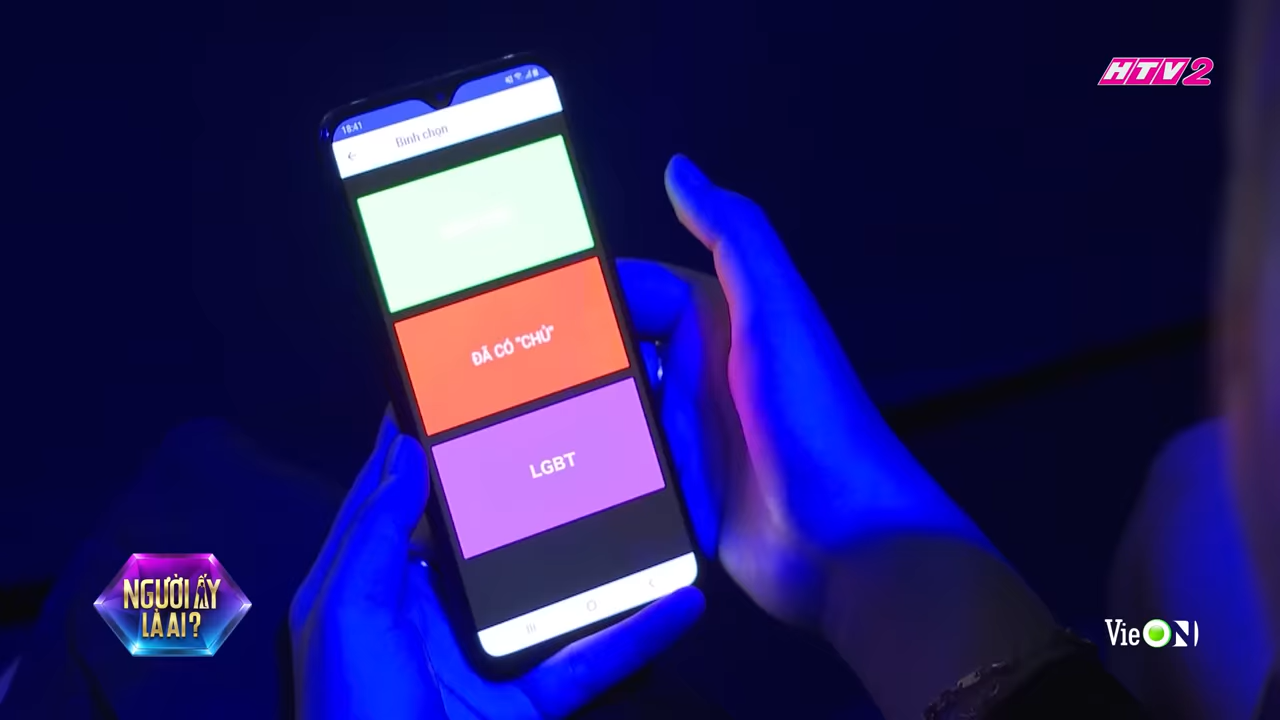 HTV2
18:41
Bình chọn
ĐÃ CÓ "CHỦ"
LGBT
NGƯỜI ẤY
LÀ AI?
VieON